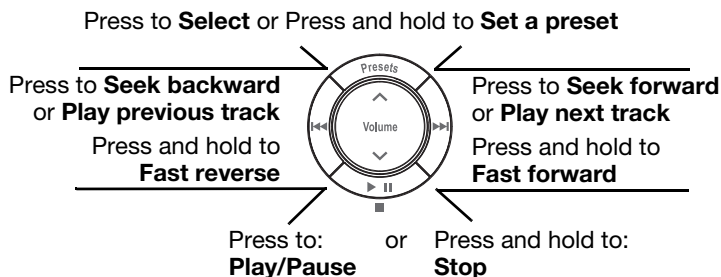 Press to Select or Press and hold to Set a preset
Presets
Press to Seek backward
or Play previous track
Press and hold to
Fast reverse
Volume
Press to Seek forward
or Play next track
Press and hold to
Fast forward
Press to: or Press and hold to:
Play/Pause Stop